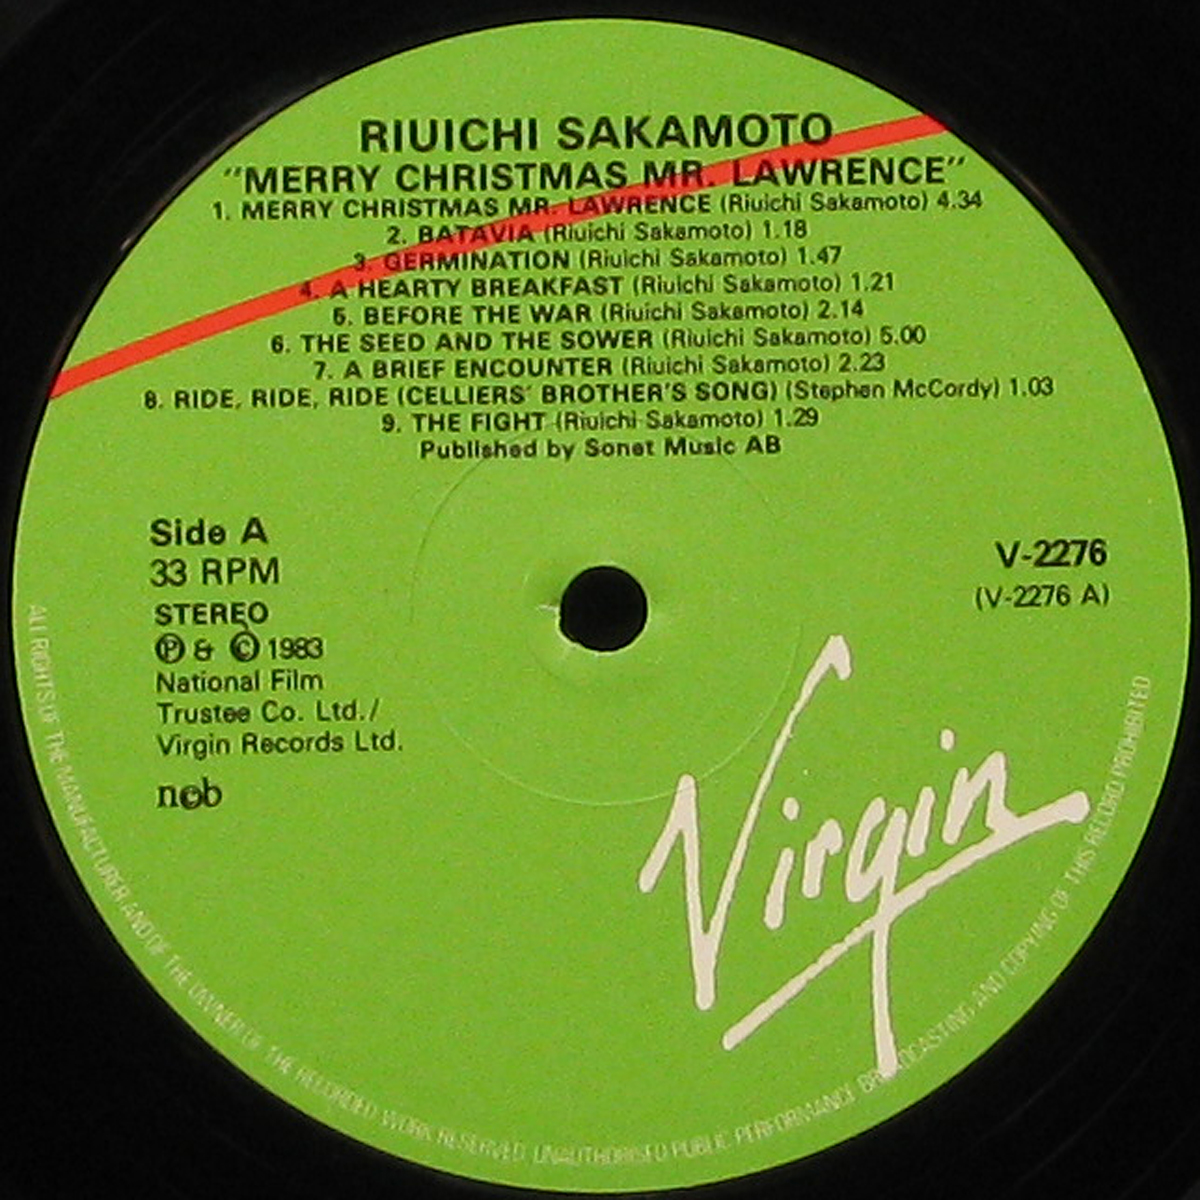 RIUICHI SAKAMOTO
"MERRY CHRISTMAS MR. LAWRENCE"
1. MERRY CHRISTMAS MR. LAWRENCE (Riuichi Sakamoto) 4.34
2. BATAVIA (Riuichi Sakamoto) 1.18
3. GERMINATION (Riuichi Sakamoto) 1.47
4. A HEARTY BREAKFAST (Riuichi Sakamoto) 1.21
5. BEFORE THE WAR (Riuichi Sakamoto) 2.14
6. THE SEED AND THE SOWER (Riuichi Sakamoto) 5.00
7. A BRIEF ENCOUNTER (Riuichi Sakamoto) 2.23
8. RIDE, RIDE, RIDE (CELLIERS' BROTHER'S SONG) (Stephen McCordy) 1.03
9. THE FIGHT (Riuichi Sakamoto) 1.29
Published by Sonet Music AB
Side A
33 RPM
STEREO
℗ & © 1983
National Film
Trustee Co. Ltd./
Virgin Records Ltd.
n©b
V-2276
(V-2276 A)
Virgin
ALL RIGHTS OF THE MANUFACTURER AND OF THE OWNER OF THE RECORDED WORK RESERVED. UNAUTHORISED PUBLIC PERFORMANCE BROADCASTING AND COPYING OF THIS RECORD PROHIBITED